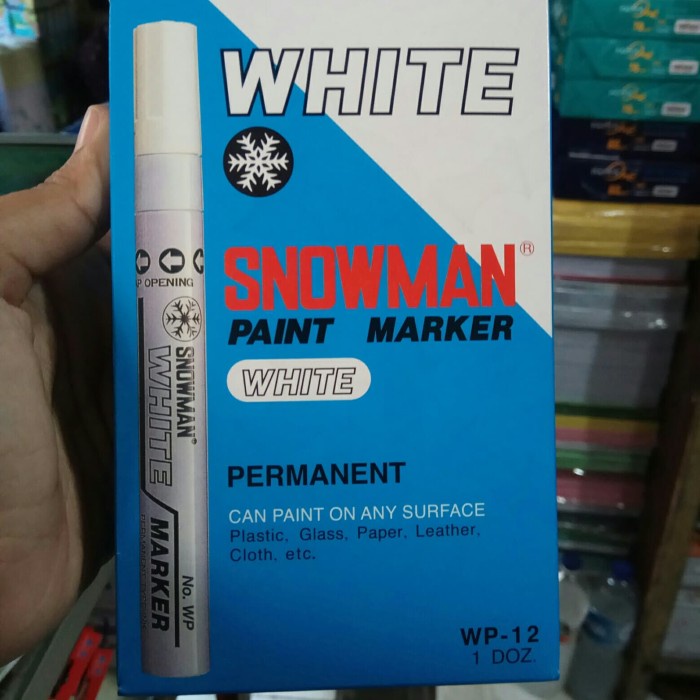 WHITE
SNOWMAN®
PAINT MARKER
WHITE
PERMANENT
CAN PAINT ON ANY SURFACE
Plastic, Glass, Paper, Leather,
Cloth, etc.
WP-12
1 DOZ.
P OPENING
SNOWMAN®
WHITE
MARKER
No. WP